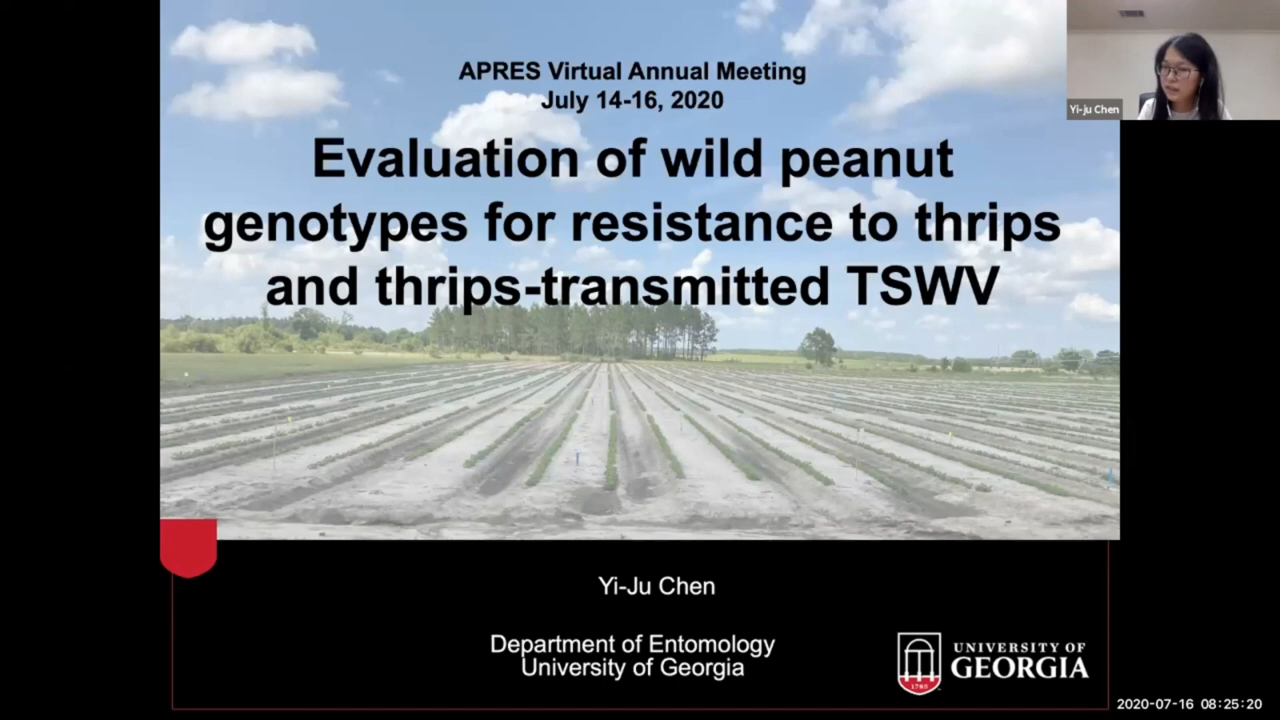 APRES Virtual Annual Meeting
July 14-16, 2020
Evaluation of wild peanut
genotypes for resistance to thrips
and thrips-transmitted TSWV
Yi-ju Chen
Yi-Ju Chen
Department of Entomology
University of Georgia
UNIVERSITY OF
GEORGIA
1785
2020-07-16 08:25:20